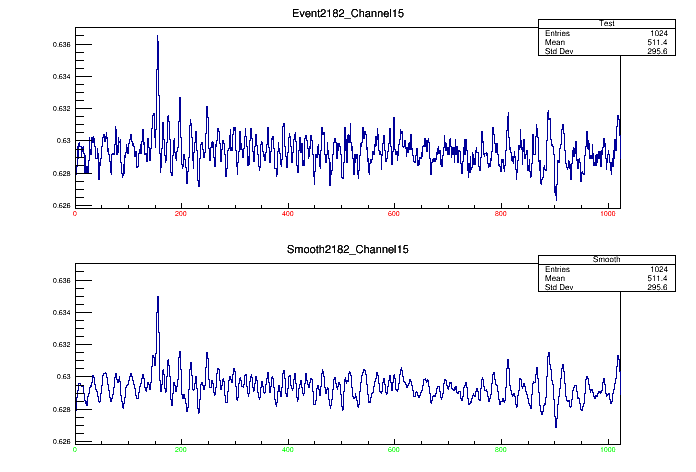 Event2182_Channel15
Test
Entries 1024
Mean 511.4
Std Dev 295.6
0.636
0.634
0.632
0.63
0.628
0.626
0 200 400 600 800 1000
Smooth2182_Channel15
Smooth
Entries 1024
Mean 511.4
Std Dev 295.6
0.636
0.634
0.632
0.63
0.628
0.626
0 200 400 600 800 1000